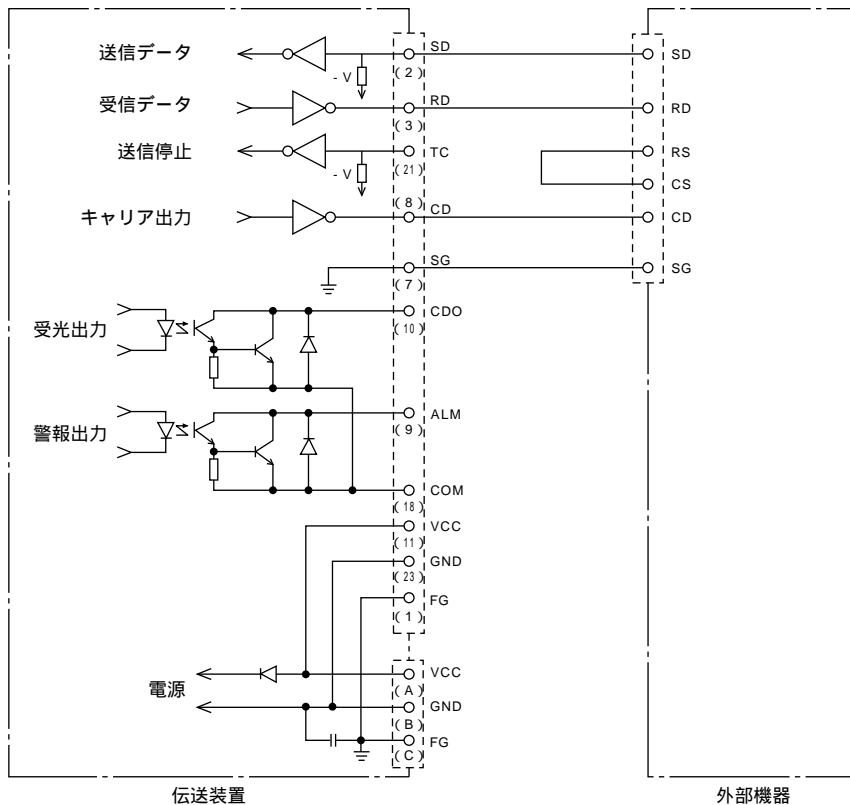 送信データ
- V
SD
(2)
SD
受信データ
RD
(3)
RD
送信停止
- V
TC
(21)
RS
CS
キャリア出力
(8)
CD
CD
SG
(7)
SG
受光出力
CDO
(10)
警報出力
ALM
(9)
COM
(18)
VCC
(11)
GND
(23)
FG
(1)
電源
VCC
(A)
GND
(B)
FG
(C)
伝送装置
外部機器